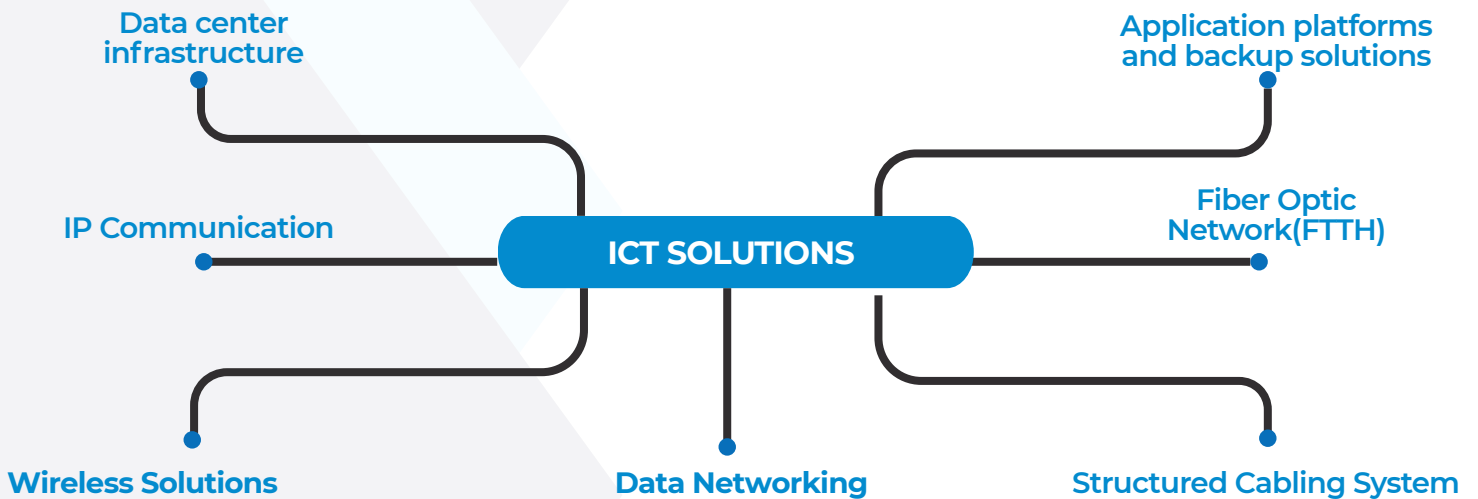 Data center
infrastructure
Application platforms
and backup solutions
IP Communication
Fiber Optic
Network(FTTH)
ICT SOLUTIONS
Wireless Solutions
Data Networking
Structured Cabling System